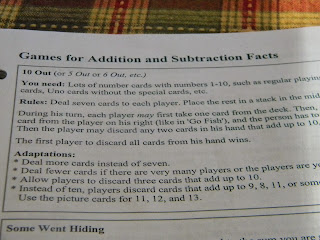 Games for Addition and Subtraction Facts
10 Out (or 5 Out or 6 Out, etc.)
You need: Lots of number cards with numbers 1-10, such as regular playing
cards, Uno cards without the special cards, etc.
Rules: Deal seven cards to each player. Place the rest in a stack in the mid
During his turn, each player may first take one card from the deck. Then,
card from the player on his right (like in 'Go Fish'), and the person has to
Then the player may discard any two cards in his hand that add up to 10.
The first player to discard all cards from his hand wins.
Adaptations:
* Deal more cards instead of seven.
* Deal fewer cards if there are very many players or the players are yo
* Allow players to discard three cards that add up to 10.
* Instead of ten, players discard cards that add up to 9, 8, 11, or som
Use the picture cards for 11, 12, and 13.
Some Went Hiding